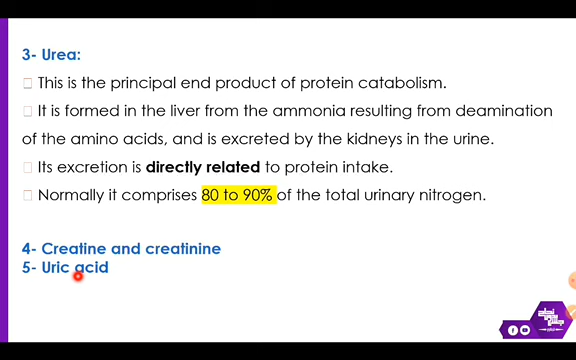 3- Urea:
This is the principal end product of protein catabolism.
It is formed in the liver from the ammonia resulting from deamination
of the amino acids, and is excreted by the kidneys in the urine.
Its excretion is directly related to protein intake.
Normally it comprises 80 to 90% of the total urinary nitrogen.
4- Creatine and creatinine
5- Uric acid